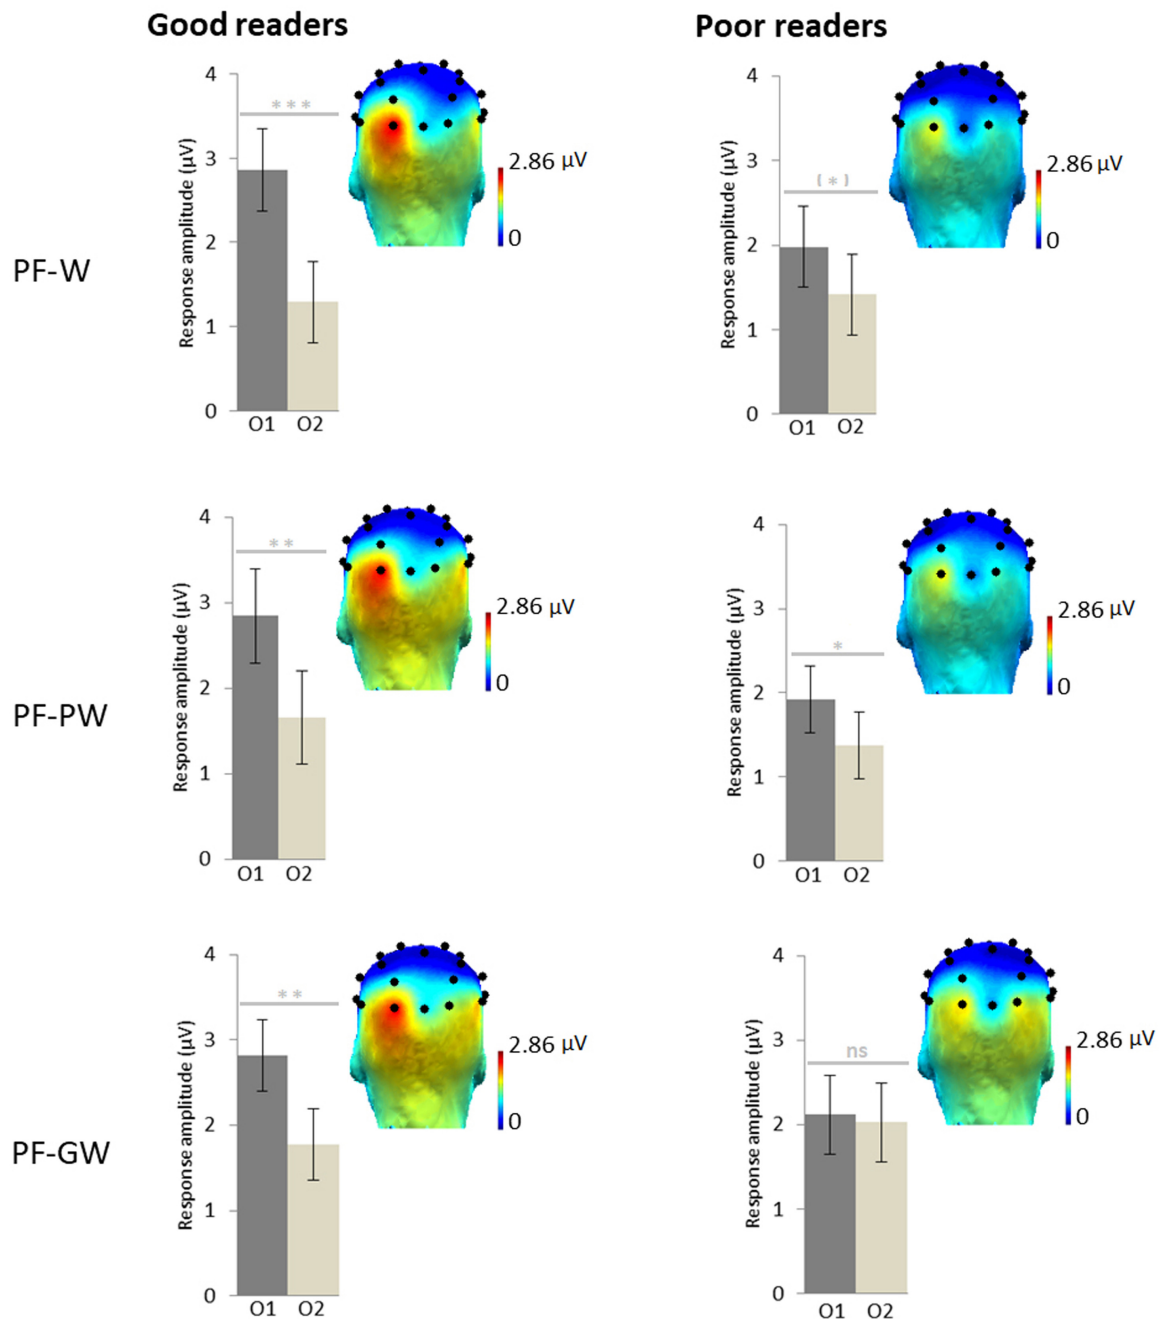 Good readers
Poor readers
PF-W
Response amplitude (µV)
4
3
2
1
0
***
O1 O2
2.86 µV
0
Response amplitude (µV)
4
3
2
1
0
(*)
O1 O2
2.86 µV
0
PF-PW
Response amplitude (µV)
4
3
2
1
0
**
O1 O2
2.86 µV
0
Response amplitude (µV)
4
3
2
1
0
*
O1 O2
2.86 µV
0
PF-GW
Response amplitude (µV)
4
3
2
1
0
**
O1 O2
2.86 µV
0
Response amplitude (µV)
4
3
2
1
0
ns
O1 O2
2.86 µV
0